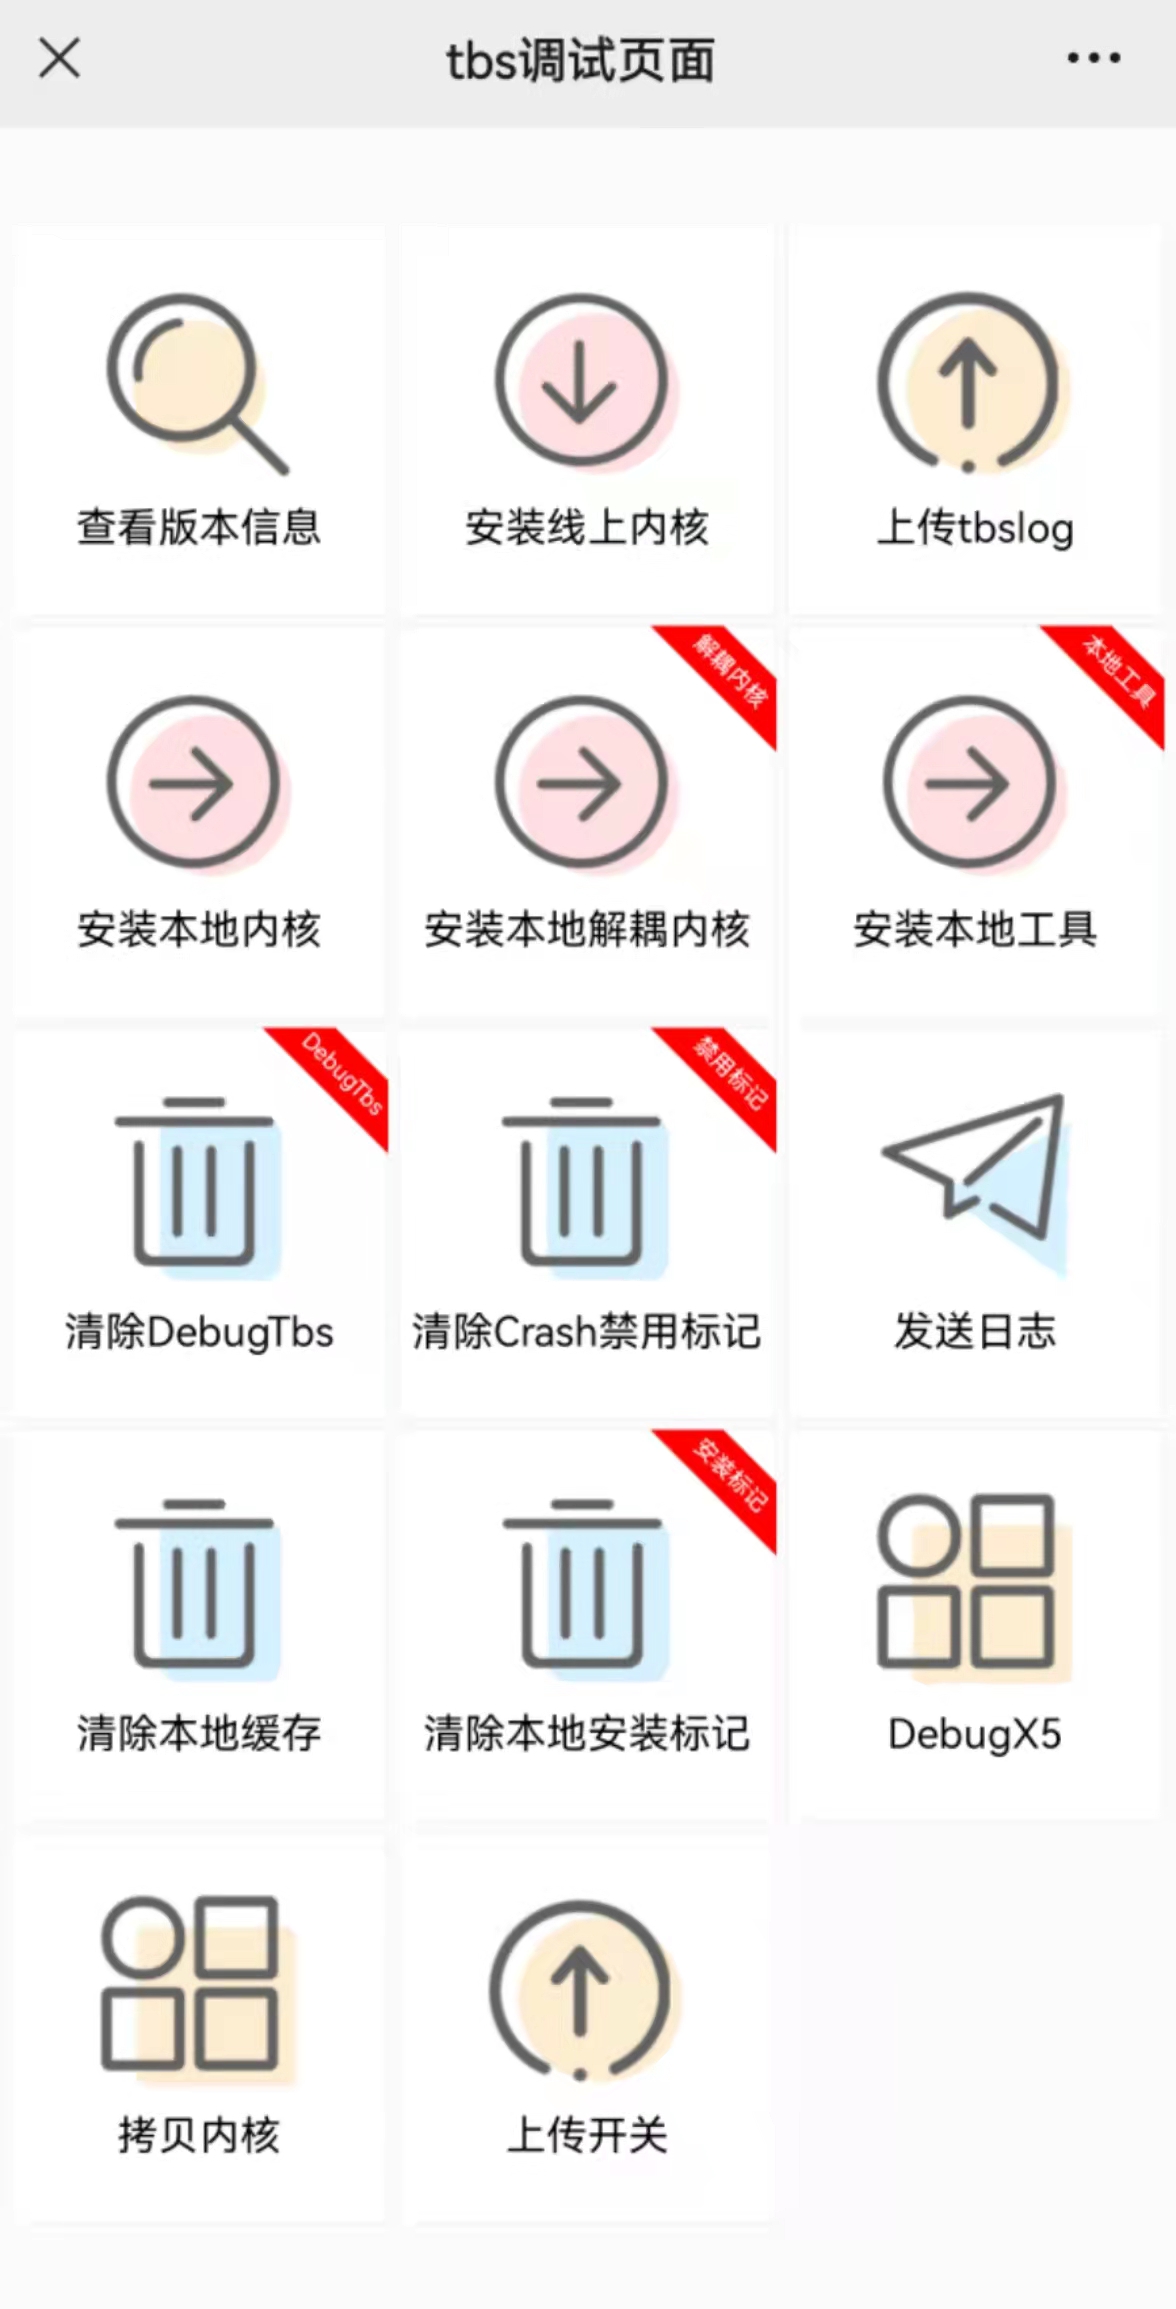 tbs调试页面
查看版本信息
安装线上内核
上传tbslog
安装本地内核
解耦内核
安装本地解耦内核
本地工具
安装本地工具
DebugTbs
清除DebugTbs
禁用标记
清除Crash禁用标记
发送日志
清除本地缓存
安装标记
清除本地安装标记
DebugX5
拷贝内核
上传开关